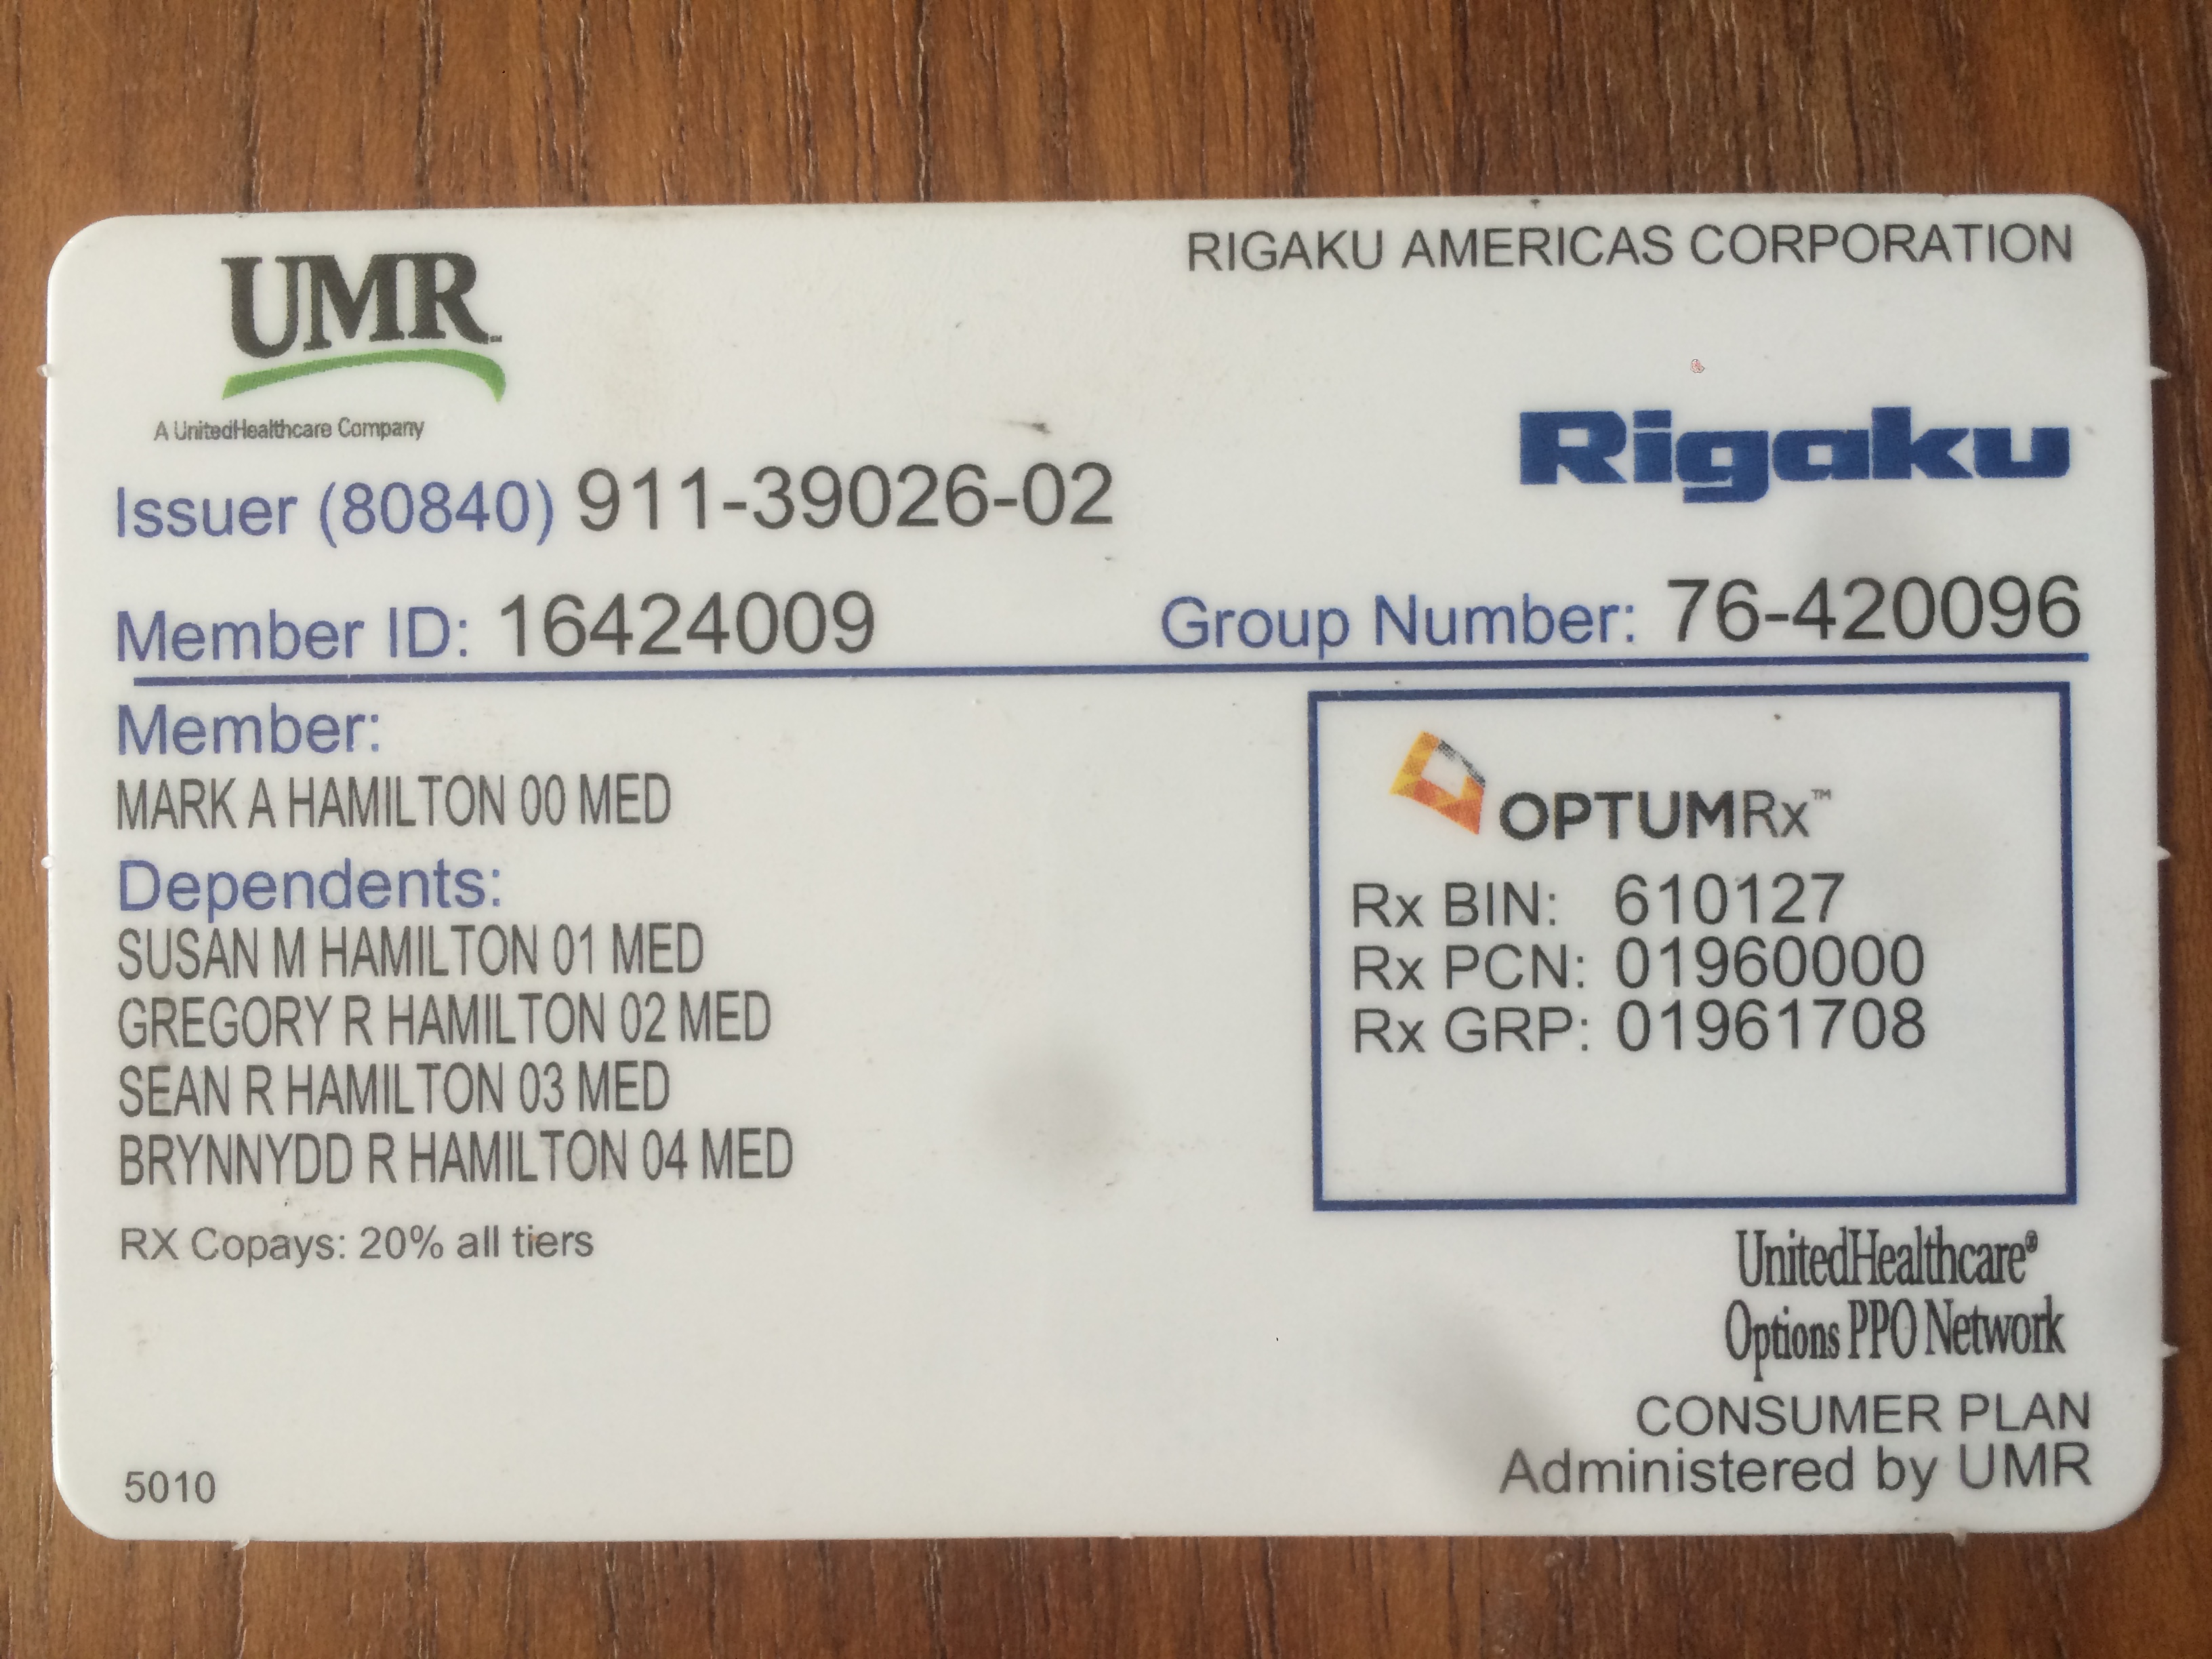 UMR
RIGAKU AMERICAS CORPORATION
A UnitedHealthcare Company
Rigaku
Issuer (80840) 911-39026-02
Member ID: 16424009
Group Number: 76-420096
Member:
MARK A HAMILTON 00 MED
Dependents:
SUSAN M HAMILTON 01 MED
GREGORY R HAMILTON 02 MED
SEAN R HAMILTON 03 MED
BRYNNYDD R HAMILTON 04 MED
RX Copays: 20% all tiers
OPTUMRx™
Rx BIN: 610127
Rx PCN: 01960000
Rx GRP: 01961708
UnitedHealthcare®
Options PPO Network
CONSUMER PLAN
Administered by UMR
5010